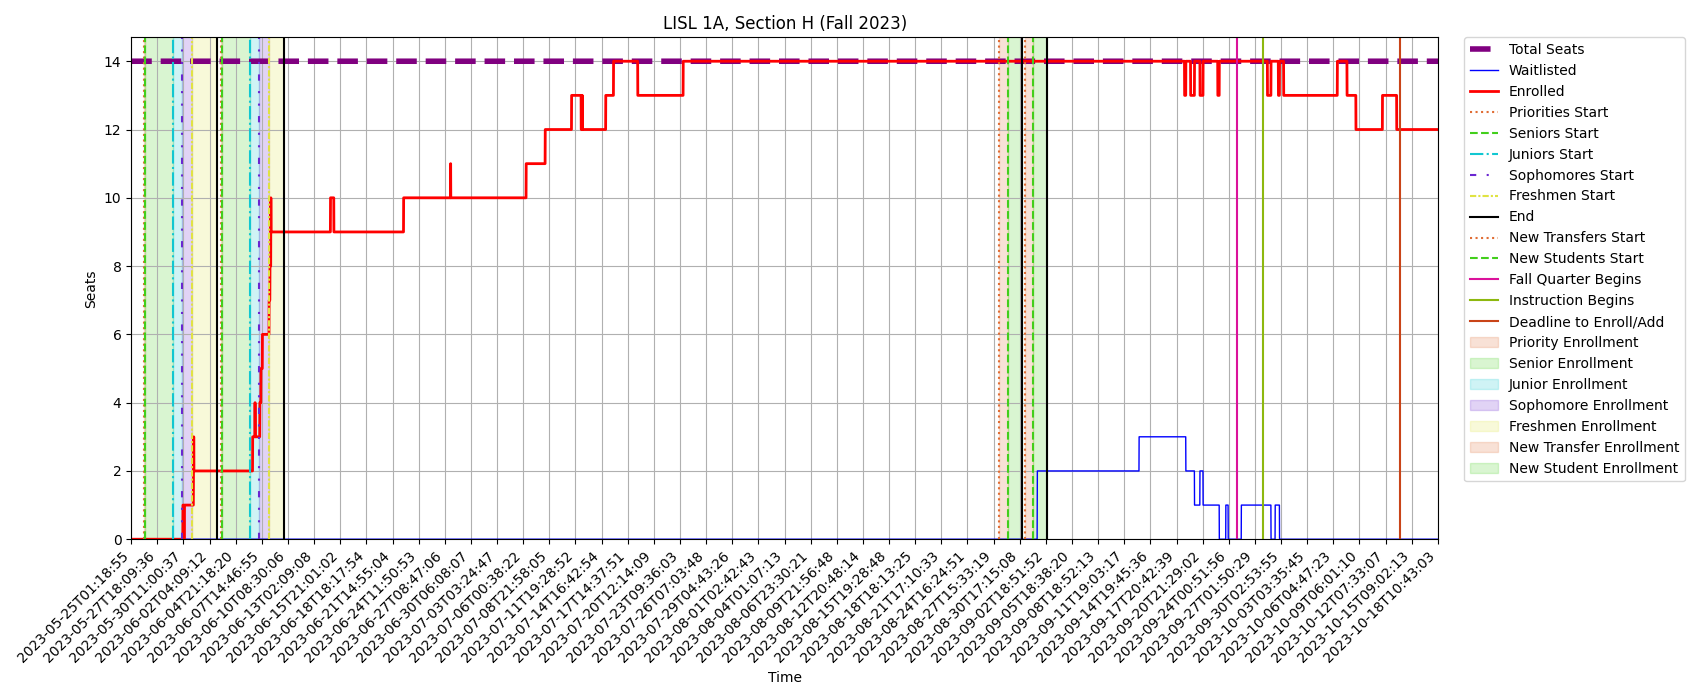 LISL 1A, Section H (Fall 2023)
Seats
14
12
10
8
6
4
2
0
2023-05-25T01:18:55
2023-05-27T18:09:36
2023-05-30T11:00:37
2023-06-02T04:09:12
2023-06-04T21:18:20
2023-06-07T14:46:55
2023-06-10T08:30:06
2023-06-13T02:09:08
2023-06-15T21:01:02
2023-06-18T18:17:54
2023-06-21T14:55:04
2023-06-24T11:50:53
2023-06-27T08:47:06
2023-06-30T06:08:07
2023-07-03T03:24:47
2023-07-06T00:38:22
2023-07-08T21:58:05
2023-07-11T19:28:52
2023-07-14T16:42:54
2023-07-17T14:37:51
2023-07-20T12:14:09
2023-07-23T09:36:03
2023-07-26T07:03:48
2023-07-29T04:43:26
2023-08-01T02:42:43
2023-08-04T01:07:13
2023-08-06T23:30:21
2023-08-09T21:56:48
2023-08-12T20:48:14
2023-08-15T19:28:48
2023-08-18T18:13:25
2023-08-21T17:10:33
2023-08-24T16:24:51
2023-08-27T15:33:19
2023-08-30T17:15:08
2023-09-02T18:51:52
2023-09-05T18:38:20
2023-09-08T18:52:13
2023-09-11T19:03:17
2023-09-14T19:45:36
2023-09-17T20:42:39
2023-09-20T21:29:02
2023-09-24T00:51:56
2023-09-27T01:50:29
2023-09-30T02:53:55
2023-10-03T03:35:45
2023-10-06T04:47:23
2023-10-09T06:01:10
2023-10-12T07:33:07
2023-10-15T09:02:13
2023-10-18T10:43:03
Time
Total Seats
Waitlisted
Enrolled
Priorities Start
Seniors Start
Juniors Start
Sophomores Start
Freshmen Start
End
New Transfers Start
New Students Start
Fall Quarter Begins
Instruction Begins
Deadline to Enroll/Add
Priority Enrollment
Senior Enrollment
Junior Enrollment
Sophomore Enrollment
Freshmen Enrollment
New Transfer Enrollment
New Student Enrollment